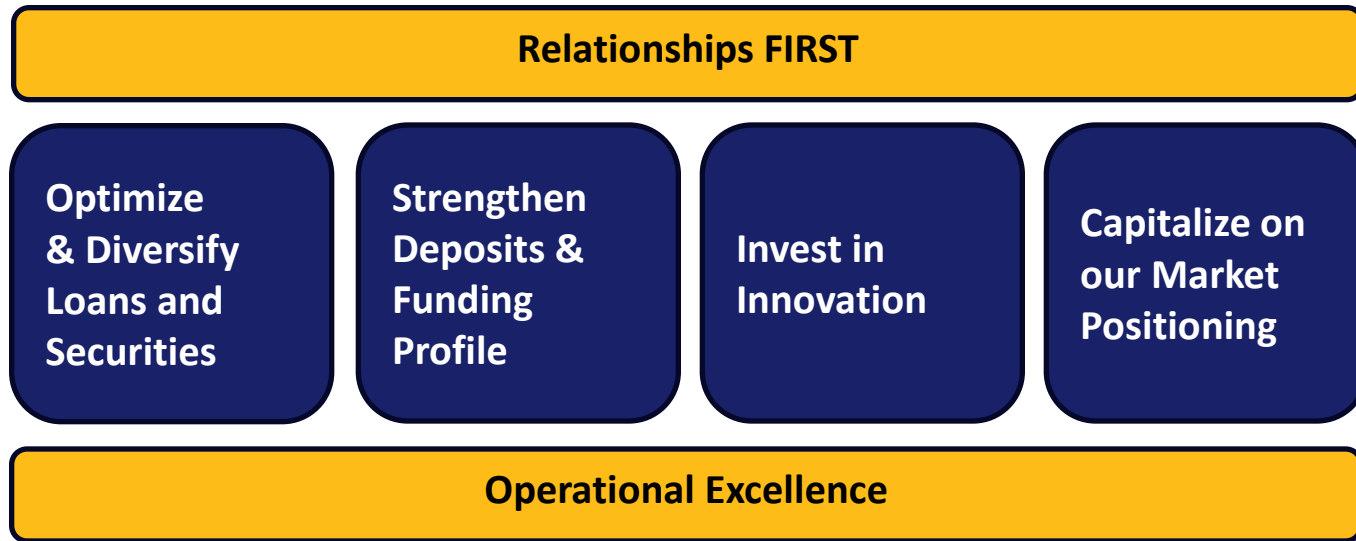 Relationships FIRST
Optimize
& Diversify
Loans and
Securities
Strengthen
Deposits &
Funding
Profile
Invest in
Innovation
Capitalize on
our Market
Positioning
Operational Excellence